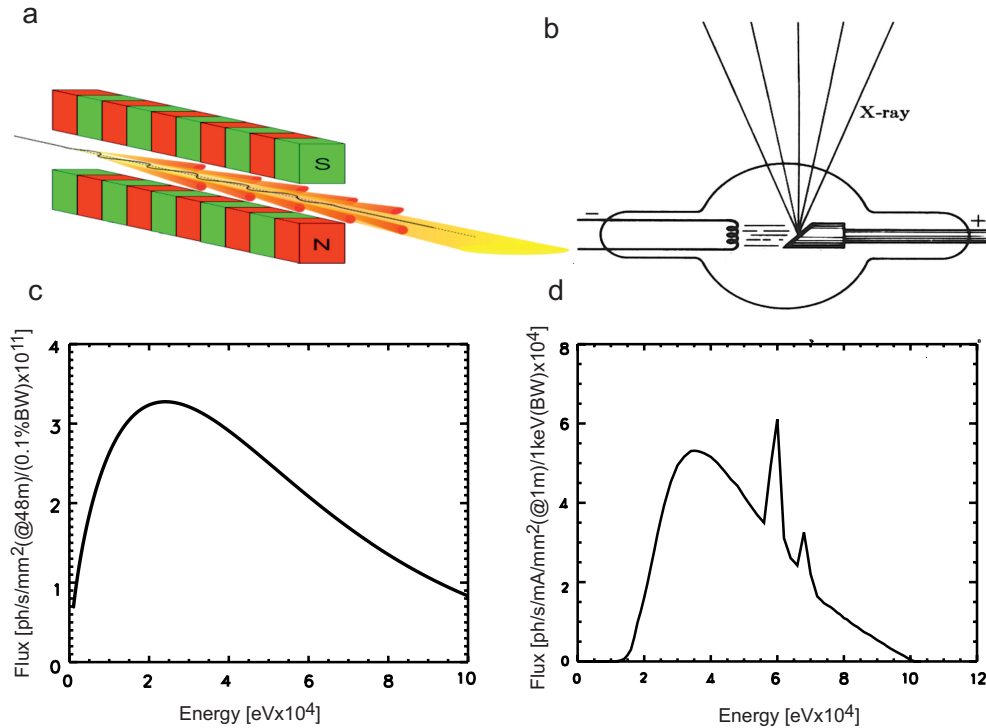 a
S
N
b
X-ray
−
+
c
Flux [ph/s/mm²(@48m)/(0.1%BW)x10¹¹]
4
3
2
1
0
0 2 4 6 8 10
Energy [eVx10⁴]
d
Flux [ph/s/mA/mm²(@1m)/1keV(BW)x10⁴]
8
6
4
2
0
0 2 4 6 8 10 12
Energy [eVx10⁴]